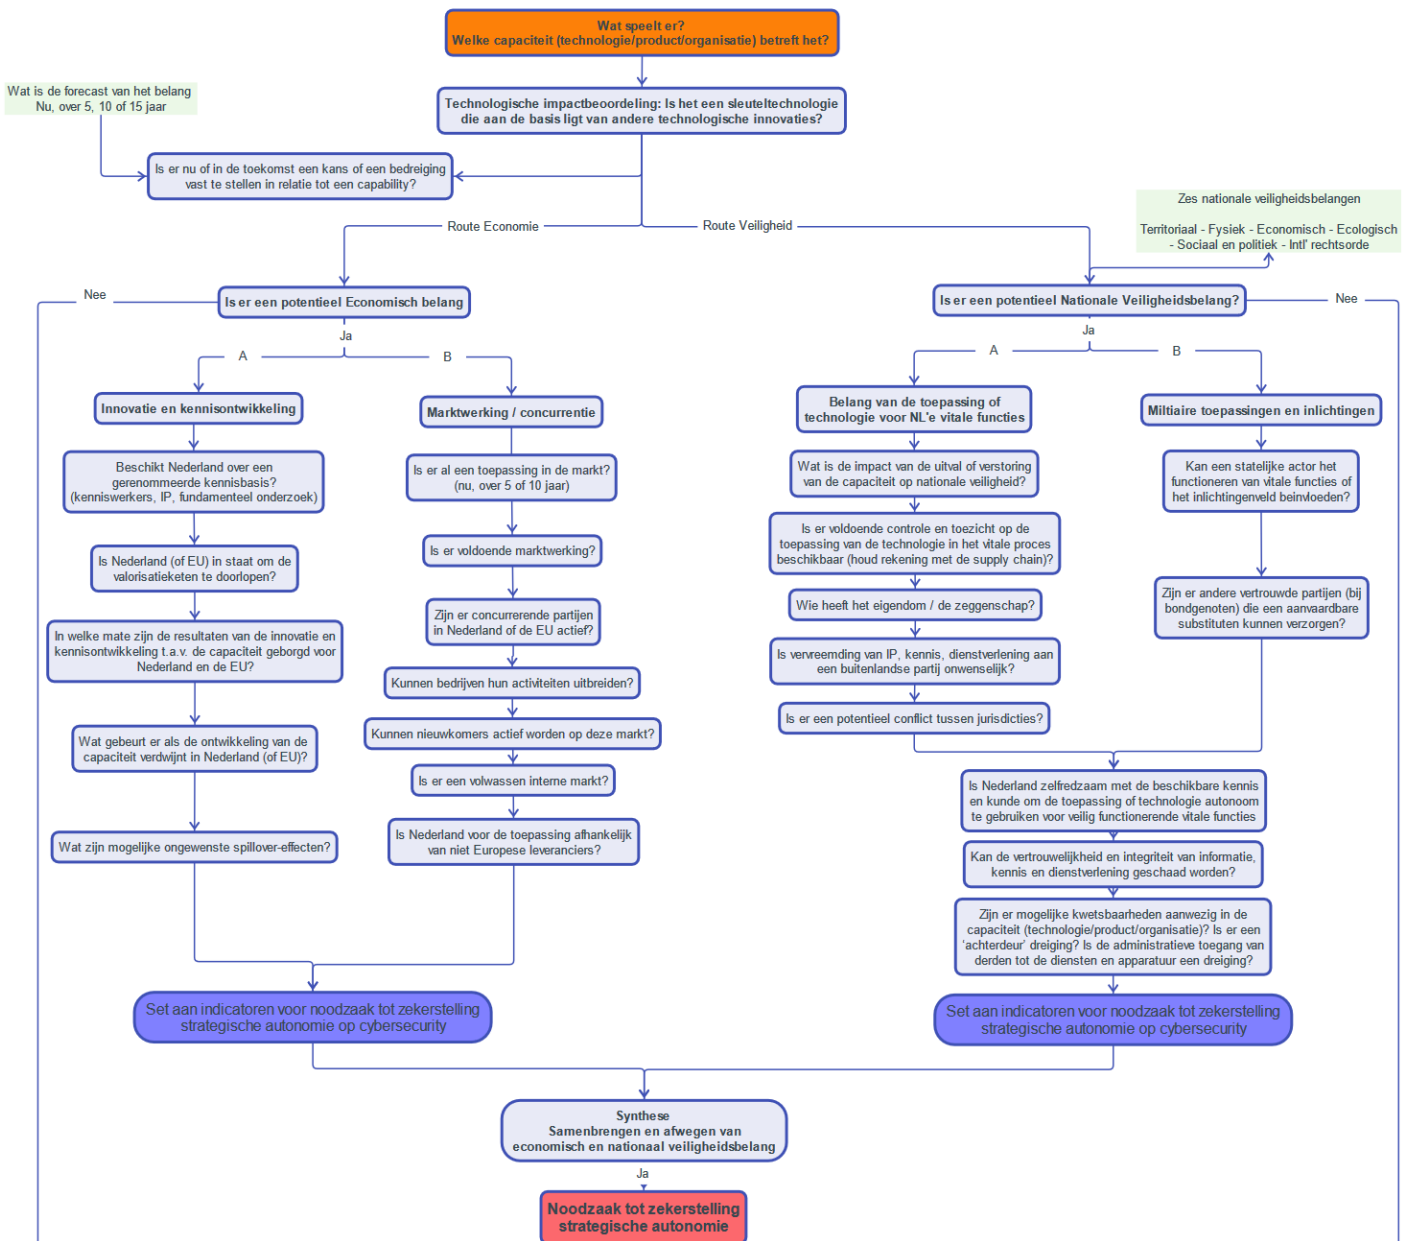 Wat speelt er?
Welke capaciteit (technologie/product/organisatie) betreft het?
Wat is de forecast van het belang
Nu, over 5, 10 of 15 jaar
Technologische impactbeoordeling: Is het een sleuteltechnologie
die aan de basis ligt van andere technologische innovaties?
Is er nu of in de toekomst een kans of een bedreiging
vast te stellen in relatie tot een capability?
Zes nationale veiligheidsbelangen
Territoriaal - Fysiek - Economisch - Ecologisch
- Sociaal en politiek - Intl' rechtsorde
Route Economie
Route Veiligheid
Nee
Is er een potentieel Economisch belang
Ja
A
B
Innovatie en kennisontwikkeling
Beschikt Nederland over een
gerenommeerde kennisbasis?
(kenniswerkers, IP, fundamenteel onderzoek)
Is Nederland (of EU) in staat om de
valorisatieketen te doorlopen?
In welke mate zijn de resultaten van de innovatie en
kennisontwikkeling t.a.v. de capaciteit geborgd voor
Nederland en de EU?
Wat gebeurt er als de ontwikkeling van de
capaciteit verdwijnt in Nederland (of EU)?
Wat zijn mogelijke ongewenste spillover-effecten?
Marktwerking / concurrentie
Is er al een toepassing in de markt?
(nu, over 5 of 10 jaar)
Is er voldoende marktwerking?
Zijn er concurrerende partijen
in Nederland of de EU actief?
Kunnen bedrijven hun activiteiten uitbreiden?
Kunnen nieuwkomers actief worden op deze markt?
Is er een volwassen interne markt?
Is Nederland voor de toepassing afhankelijk
van niet Europese leveranciers?
Set aan indicatoren voor noodzaak tot zekerstelling
strategische autonomie op cybersecurity
Is er een potentieel Nationale Veiligheidsbelang?
Nee
Ja
A
B
Belang van de toepassing of
technologie voor NL'e vitale functies
Wat is de impact van de uitval of verstoring
van de capaciteit op nationale veiligheid?
Is er voldoende controle en toezicht op de
toepassing van de technologie in het vitale proces
beschikbaar (houd rekening met de supply chain)?
Wie heeft het eigendom / de zeggenschap?
Is vervreemding van IP, kennis, dienstverlening aan
een buitenlandse partij onwenselijk?
Is er een potentieel conflict tussen jurisdicties?
Miltiaire toepassingen en inlichtingen
Kan een statelijke actor het
functioneren van vitale functies of
het inlichtingenveld beinvloeden?
Zijn er andere vertrouwde partijen (bij
bondgenoten) die een aanvaardbare
substituten kunnen verzorgen?
Is Nederland zelfredzaam met de beschikbare kennis
en kunde om de toepassing of technologie autonoom
te gebruiken voor veilig functionerende vitale functies
Kan de vertrouwelijkheid en integriteit van informatie,
kennis en dienstverlening geschaad worden?
Zijn er mogelijke kwetsbaarheden aanwezig in de
capaciteit (technologie/product/organisatie)? Is er een
'achterdeur' dreiging? Is de administratieve toegang van
derden tot de diensten en apparatuur een dreiging?
Set aan indicatoren voor noodzaak tot zekerstelling
strategische autonomie op cybersecurity
Synthese
Samenbrengen en afwegen van
economisch en nationaal veiligheidsbelang
Ja
Noodzaak tot zekerstelling
strategische autonomie